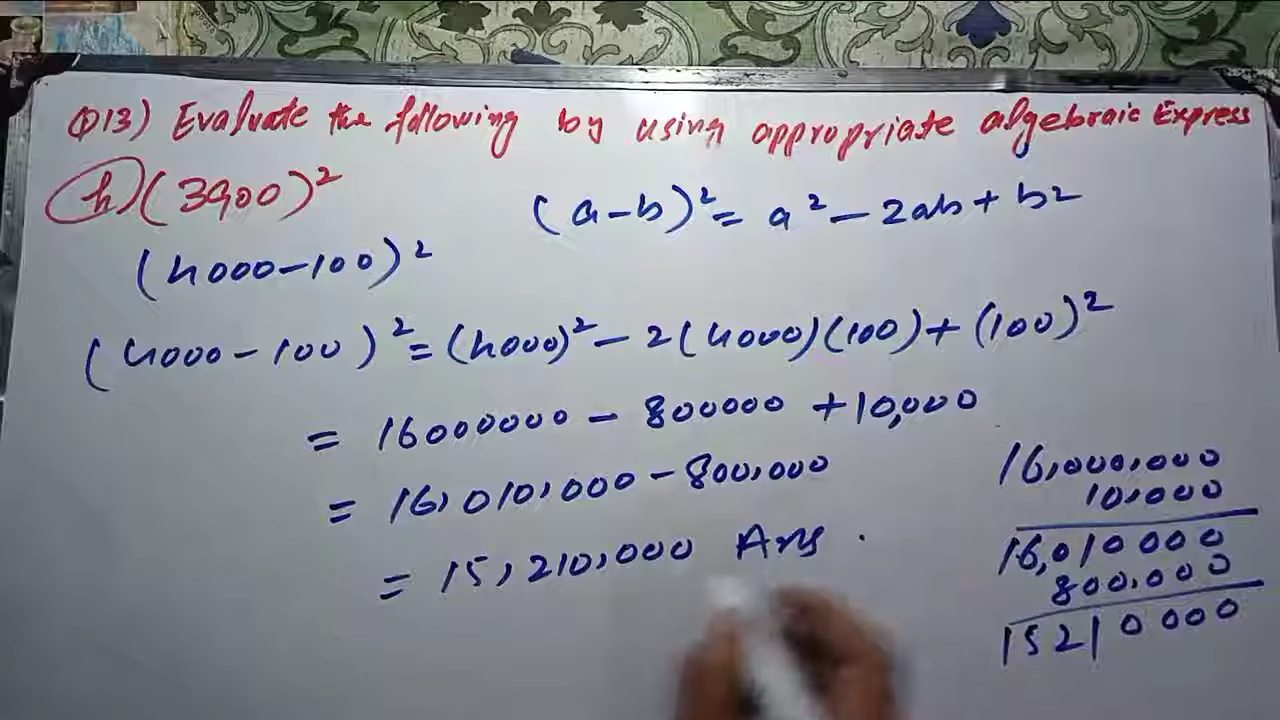 Q13) Evaluate the following by using appropriate algebraic Express
h) (3900)²
(a-b)² = a² - 2ab + b²
(4000-100)²
(4000-100)² = (4000)² - 2(4000)(100) + (100)²
= 16000000 - 800000 + 10,000
= 16,010,000 - 800,000
= 15,210,000 Ans.
16,000,000
10,000
16,010000
800,000
15210000